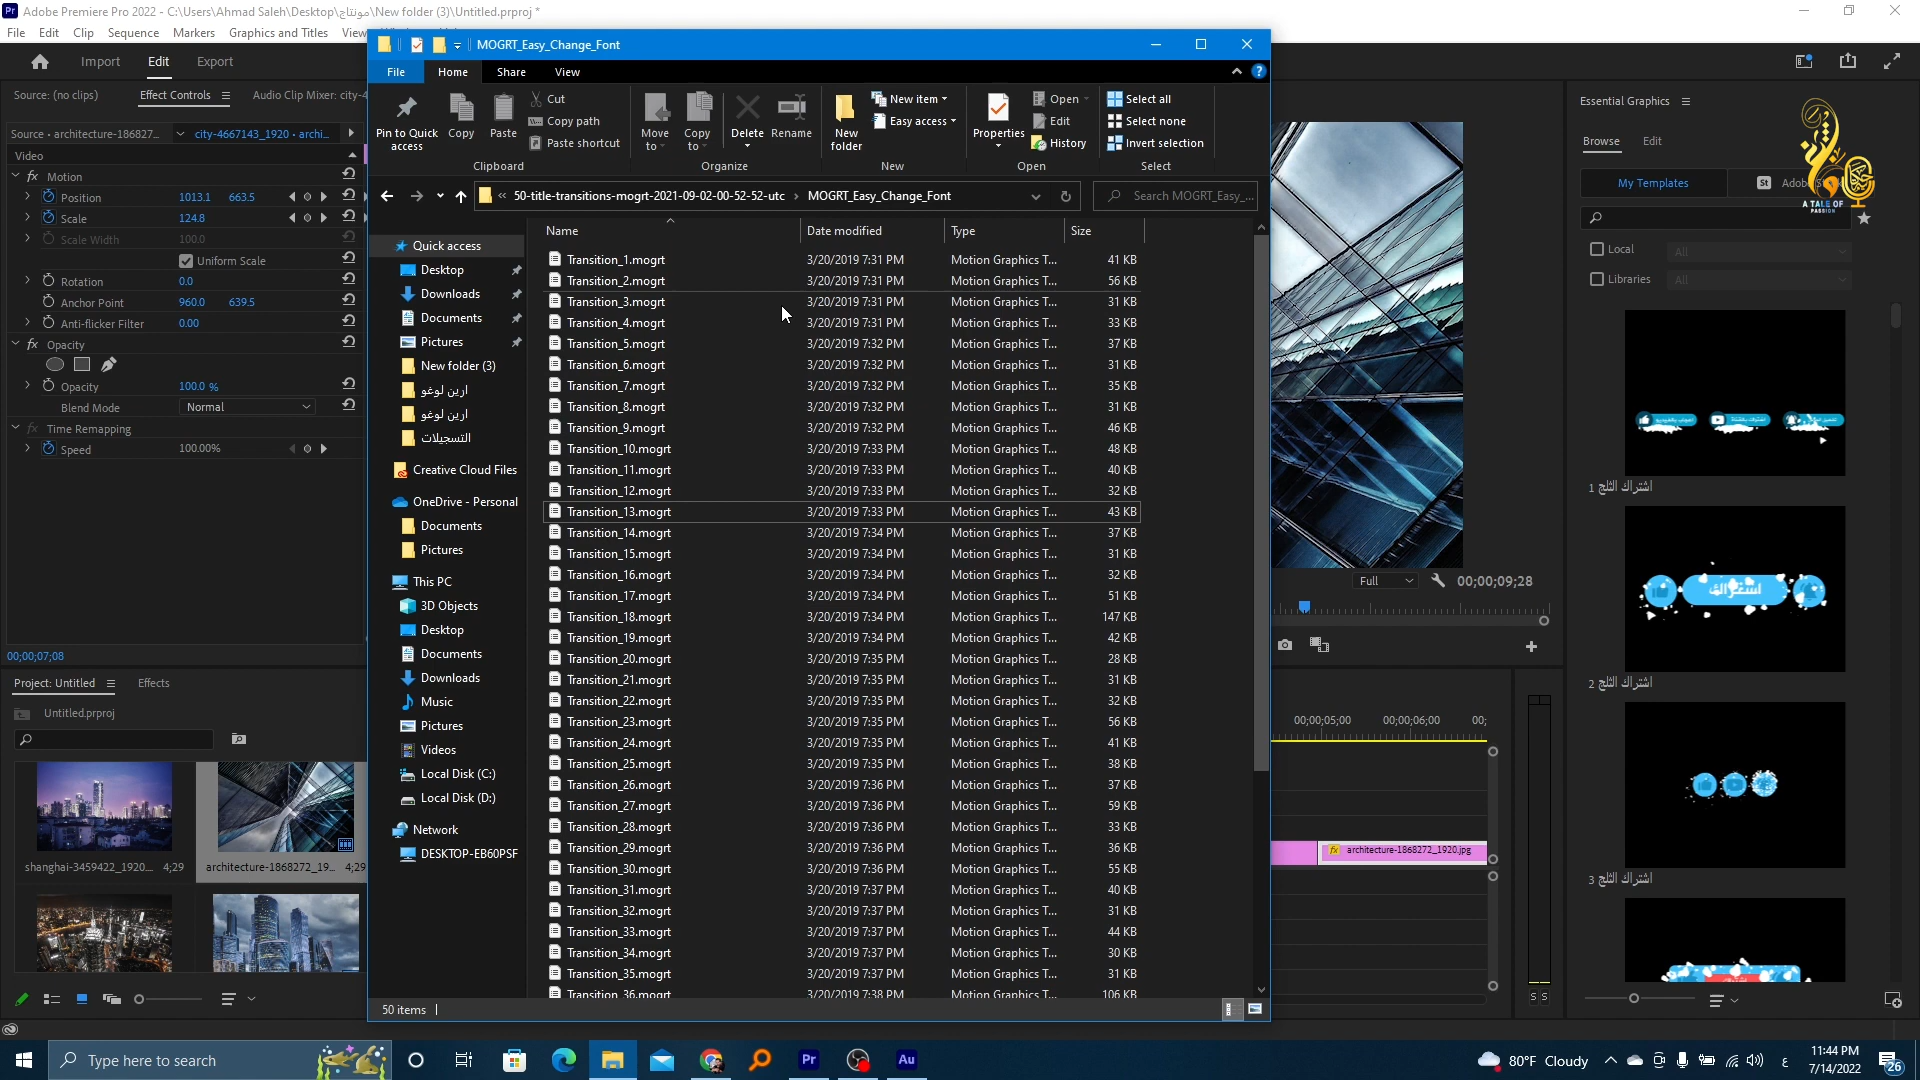 Adobe Premiere Pro 2022 - C:\Users\Ahmad Saleh\Desktop\مونتاج\New folder (3)\Untitled.prproj *
File Edit Clip Sequence Markers Graphics and Titles View
Import Edit Export
Source: (no clips) Effect Controls Audio Clip Mixer: city-4
Source • architecture-186827... city-4667143_1920 • archi...
Video
fx Motion
Position 1013.1 663.5
Scale 124.8
Scale Width 100.0
Uniform Scale
Rotation 0.0
Anchor Point 960.0 639.5
Anti-flicker Filter 0.00
fx Opacity
Opacity 100.0 %
Blend Mode Normal
fx Time Remapping
Speed 100.00%
00;00;07;08
Project: Untitled Effects
Untitled.prproj
shanghai-3459422_1920... 4;29
architecture-1868272_19... 4;29
MOGRT_Easy_Change_Font
File Home Share View
Pin to Quick access
Copy
Paste
Cut
Copy path
Paste shortcut
Clipboard
Move to
Copy to
Delete
Rename
Organize
New folder
New item
Easy access
New
Properties
Open
Edit
History
Open
Select all
Select none
Invert selection
Select
« 50-title-transitions-mogrt-2021-09-02-00-52-52-utc › MOGRT_Easy_Change_Font
Search MOGRT_Easy_...
Quick access
Desktop
Downloads
Documents
Pictures
New folder (3)
ارين لوغو
ارين لوغو
التسجيلات
Creative Cloud Files
OneDrive - Personal
Documents
Pictures
This PC
3D Objects
Desktop
Documents
Downloads
Music
Pictures
Videos
Local Disk (C:)
Local Disk (D:)
Network
DESKTOP-EB60PSF
Name Date modified Type Size
Transition_1.mogrt 3/20/2019 7:31 PM Motion Graphics T... 41 KB
Transition_2.mogrt 3/20/2019 7:31 PM Motion Graphics T... 56 KB
Transition_3.mogrt 3/20/2019 7:31 PM Motion Graphics T... 31 KB
Transition_4.mogrt 3/20/2019 7:31 PM Motion Graphics T... 33 KB
Transition_5.mogrt 3/20/2019 7:32 PM Motion Graphics T... 37 KB
Transition_6.mogrt 3/20/2019 7:32 PM Motion Graphics T... 31 KB
Transition_7.mogrt 3/20/2019 7:32 PM Motion Graphics T... 35 KB
Transition_8.mogrt 3/20/2019 7:32 PM Motion Graphics T... 31 KB
Transition_9.mogrt 3/20/2019 7:32 PM Motion Graphics T... 46 KB
Transition_10.mogrt 3/20/2019 7:33 PM Motion Graphics T... 48 KB
Transition_11.mogrt 3/20/2019 7:33 PM Motion Graphics T... 40 KB
Transition_12.mogrt 3/20/2019 7:33 PM Motion Graphics T... 32 KB
Transition_13.mogrt 3/20/2019 7:33 PM Motion Graphics T... 43 KB
Transition_14.mogrt 3/20/2019 7:34 PM Motion Graphics T... 37 KB
Transition_15.mogrt 3/20/2019 7:34 PM Motion Graphics T... 31 KB
Transition_16.mogrt 3/20/2019 7:34 PM Motion Graphics T... 32 KB
Transition_17.mogrt 3/20/2019 7:34 PM Motion Graphics T... 51 KB
Transition_18.mogrt 3/20/2019 7:34 PM Motion Graphics T... 147 KB
Transition_19.mogrt 3/20/2019 7:34 PM Motion Graphics T... 42 KB
Transition_20.mogrt 3/20/2019 7:35 PM Motion Graphics T... 28 KB
Transition_21.mogrt 3/20/2019 7:35 PM Motion Graphics T... 31 KB
Transition_22.mogrt 3/20/2019 7:35 PM Motion Graphics T... 32 KB
Transition_23.mogrt 3/20/2019 7:35 PM Motion Graphics T... 56 KB
Transition_24.mogrt 3/20/2019 7:35 PM Motion Graphics T... 41 KB
Transition_25.mogrt 3/20/2019 7:35 PM Motion Graphics T... 38 KB
Transition_26.mogrt 3/20/2019 7:36 PM Motion Graphics T... 37 KB
Transition_27.mogrt 3/20/2019 7:36 PM Motion Graphics T... 59 KB
Transition_28.mogrt 3/20/2019 7:36 PM Motion Graphics T... 33 KB
Transition_29.mogrt 3/20/2019 7:36 PM Motion Graphics T... 36 KB
Transition_30.mogrt 3/20/2019 7:36 PM Motion Graphics T... 55 KB
Transition_31.mogrt 3/20/2019 7:37 PM Motion Graphics T... 40 KB
Transition_32.mogrt 3/20/2019 7:37 PM Motion Graphics T... 31 KB
Transition_33.mogrt 3/20/2019 7:37 PM Motion Graphics T... 44 KB
Transition_34.mogrt 3/20/2019 7:37 PM Motion Graphics T... 30 KB
Transition_35.mogrt 3/20/2019 7:37 PM Motion Graphics T... 31 KB
Transition_36.mogrt 3/20/2019 7:38 PM Motion Graphics T... 106 KB
50 items
Full 00;00;09;28
00;00;05;00 00;00;06;00 00;
fx architecture-1868272_1920.jpg
S S
Essential Graphics
Browse Edit
My Templates St Adobe
A TALE OF PASSION
Local All
Libraries All
اشتراك الثلج 1
اشتراك
اشتراك الثلج 2
اشتراك الثلج 3
Type here to search
Pr Au
80°F Cloudy
ع
11:44 PM
7/14/2022
26